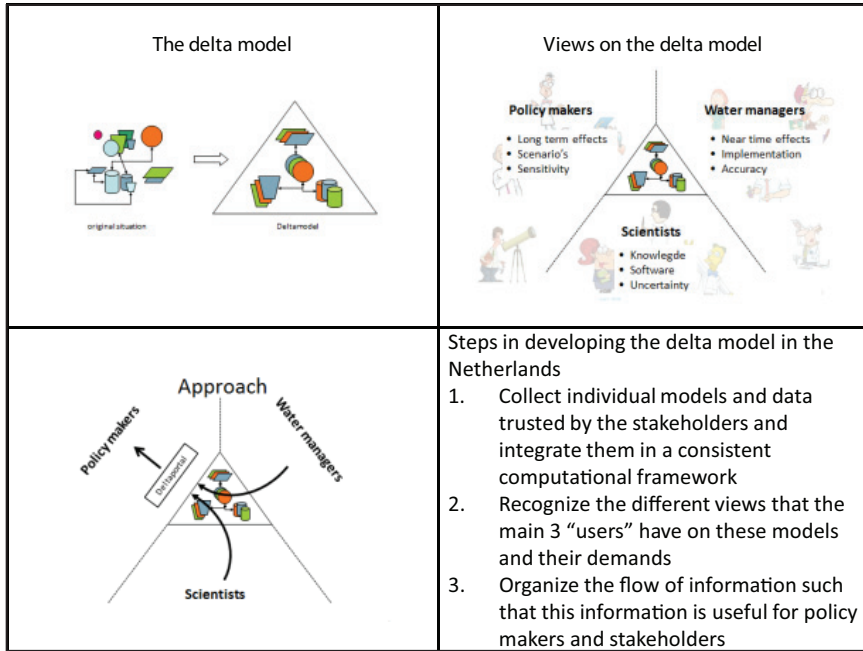 The delta model
original situation
Deltamodel
Views on the delta model
Policy makers
• Long term effects
• Scenario's
• Sensitivity
Water managers
• Near time effects
• Implementation
• Accuracy
Scientists
• Knowlegde
• Software
• Uncertainty
Approach
Policy makers
Deltaportal
Water managers
Scientists
Steps in developing the delta model in the
Netherlands
1. Collect individual models and data
trusted by the stakeholders and
integrate them in a consistent
computational framework
2. Recognize the different views that the
main 3 “users” have on these models
and their demands
3. Organize the flow of information such
that this information is useful for policy
makers and stakeholders